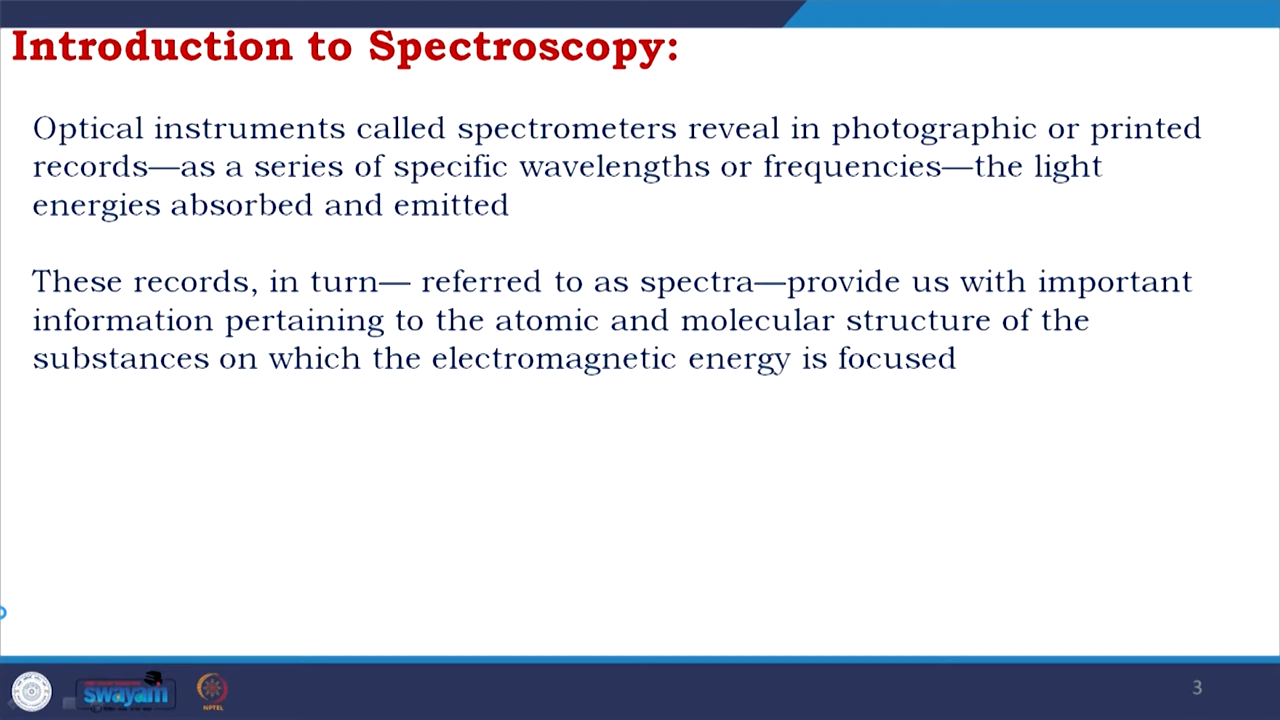 Introduction to Spectroscopy:
Optical instruments called spectrometers reveal in photographic or printed
records—as a series of specific wavelengths or frequencies—the light
energies absorbed and emitted
These records, in turn— referred to as spectra—provide us with important
information pertaining to the atomic and molecular structure of the
substances on which the electromagnetic energy is focused
swayam
NPTEL
3